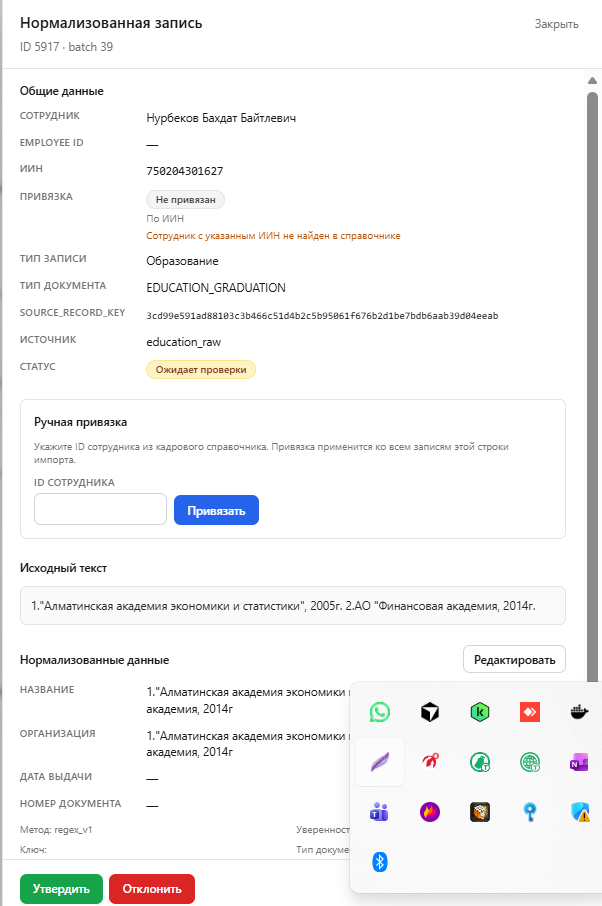 Нормализованная запись
Закрыть
ID 5917 · batch 39
Общие данные
СОТРУДНИК
Нурбеков Бахдат Байтлевич
EMPLOYEE ID
—
ИИН
750204301627
ПРИВЯЗКА
Не привязан
По ИИН
Сотрудник с указанным ИИН не найден в справочнике
ТИП ЗАПИСИ
Образование
ТИП ДОКУМЕНТА
EDUCATION_GRADUATION
SOURCE_RECORD_KEY
3cd99e591ad88103c3b466c51d4b2c5b95061f676b2d1be7bdb6aab39d04eeab
ИСТОЧНИК
education_raw
СТАТУС
Ожидает проверки
Ручная привязка
Укажите ID сотрудника из кадрового справочника. Привязка применится ко всем записям этой строки
импорта.
ID СОТРУДНИКА
Привязать
Исходный текст
1."Алматинская академия экономики и статистики", 2005г. 2.АО "Финансовая академия, 2014г.
Нормализованные данные
Редактировать
НАЗВАНИЕ
1."Алматинская академия экономики
академия, 2014г
ОРГАНИЗАЦИЯ
1."Алматинская академия экономики
академия, 2014г
ДАТА ВЫДАЧИ
—
НОМЕР ДОКУМЕНТА
—
Метод: regex_v1
Уверенност
Ключ:
Тип докуме
Утвердить
Отклонить